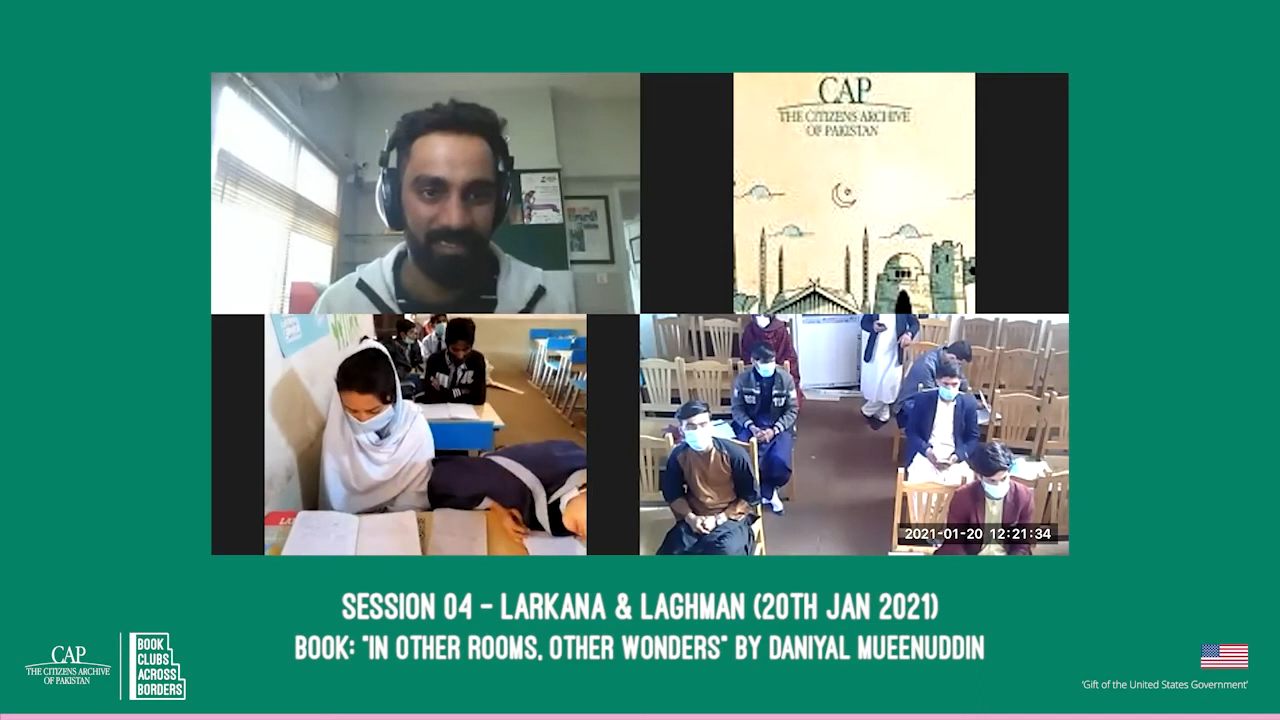 CAP
THE CITIZENS ARCHIVE
OF PAKISTAN
2021-01-20 12:21:34
SESSION 04 - LARKANA & LAGHMAN (20TH JAN 2021)
BOOK: "IN OTHER ROOMS, OTHER WONDERS" BY DANIYAL MUEENUDDIN
CAP
THE CITIZENS ARCHIVE
OF PAKISTAN
BOOK
CLUBS
ACROSS
BORDERS
'Gift of the United States Government'